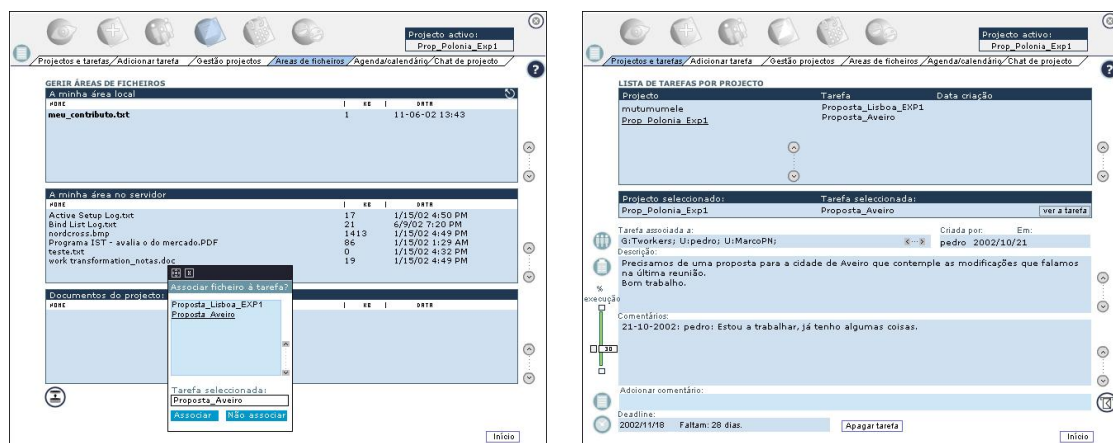 Projecto activo:
Prop_Polonia_Exp1
Projectos e tarefas Adicionar tarefa Gestão projectos Areas de ficheiros Agenda/calendário Chat de projecto
?
GERIR ÁREAS DE FICHEIROS
A minha área local
NOME | KB | DATA
meu_contributo.txt 1 11-06-02 13:43
A minha área no servidor
NOME | KB | DATA
Active Setup Log.txt 17 1/15/02 4:50 PM
Bind List Log.txt 21 6/9/02 7:20 PM
nordcross.bmp 1413 1/15/02 4:49 PM
Programa IST - avalia o do mercado.PDF 86 1/15/02 1:29 AM
teste.txt 0 1/15/02 4:32 PM
work transformation_notas.doc 19 1/15/02 4:49 PM
Documentos do projecto:
NOME | KB | DATA
Associar ficheiro á tarefa?
Proposta_Lisboa_EXP1
Proposta_Aveiro
Tarefa seleccionada:
Proposta_Aveiro
Associar Não associar
Início
Projecto activo:
Prop_Polonia_Exp1
Projectos e tarefas Adicionar tarefa Gestão projectos Areas de ficheiros Agenda/calendário Chat de projecto
?
LISTA DE TAREFAS POR PROJECTO
Projecto Tarefa Data criação
mutumumele Proposta_Lisboa_EXP1
Prop_Polonia_Exp1 Proposta_Aveiro
Projecto seleccionado: Tarefa seleccionada:
Prop_Polonia_Exp1 Proposta_Aveiro ver a tarefa
Tarefa associada a: Criada por: Em:
G:Tworkers; U:pedro; U:MarcoPN; pedro 2002/10/21
Descrição:
Precisamos de uma proposta para a cidade de Aveiro que contemple as modificações que falamos
na última reunião.
Bom trabalho.
%
execução
Comentários:
21-10-2002: pedro: Estou a trabalhar, já tenho algumas coisas.
30
Adicionar comentário:
Deadline:
2002/11/18 Faltam: 28 dias. Apagar tarefa
Início